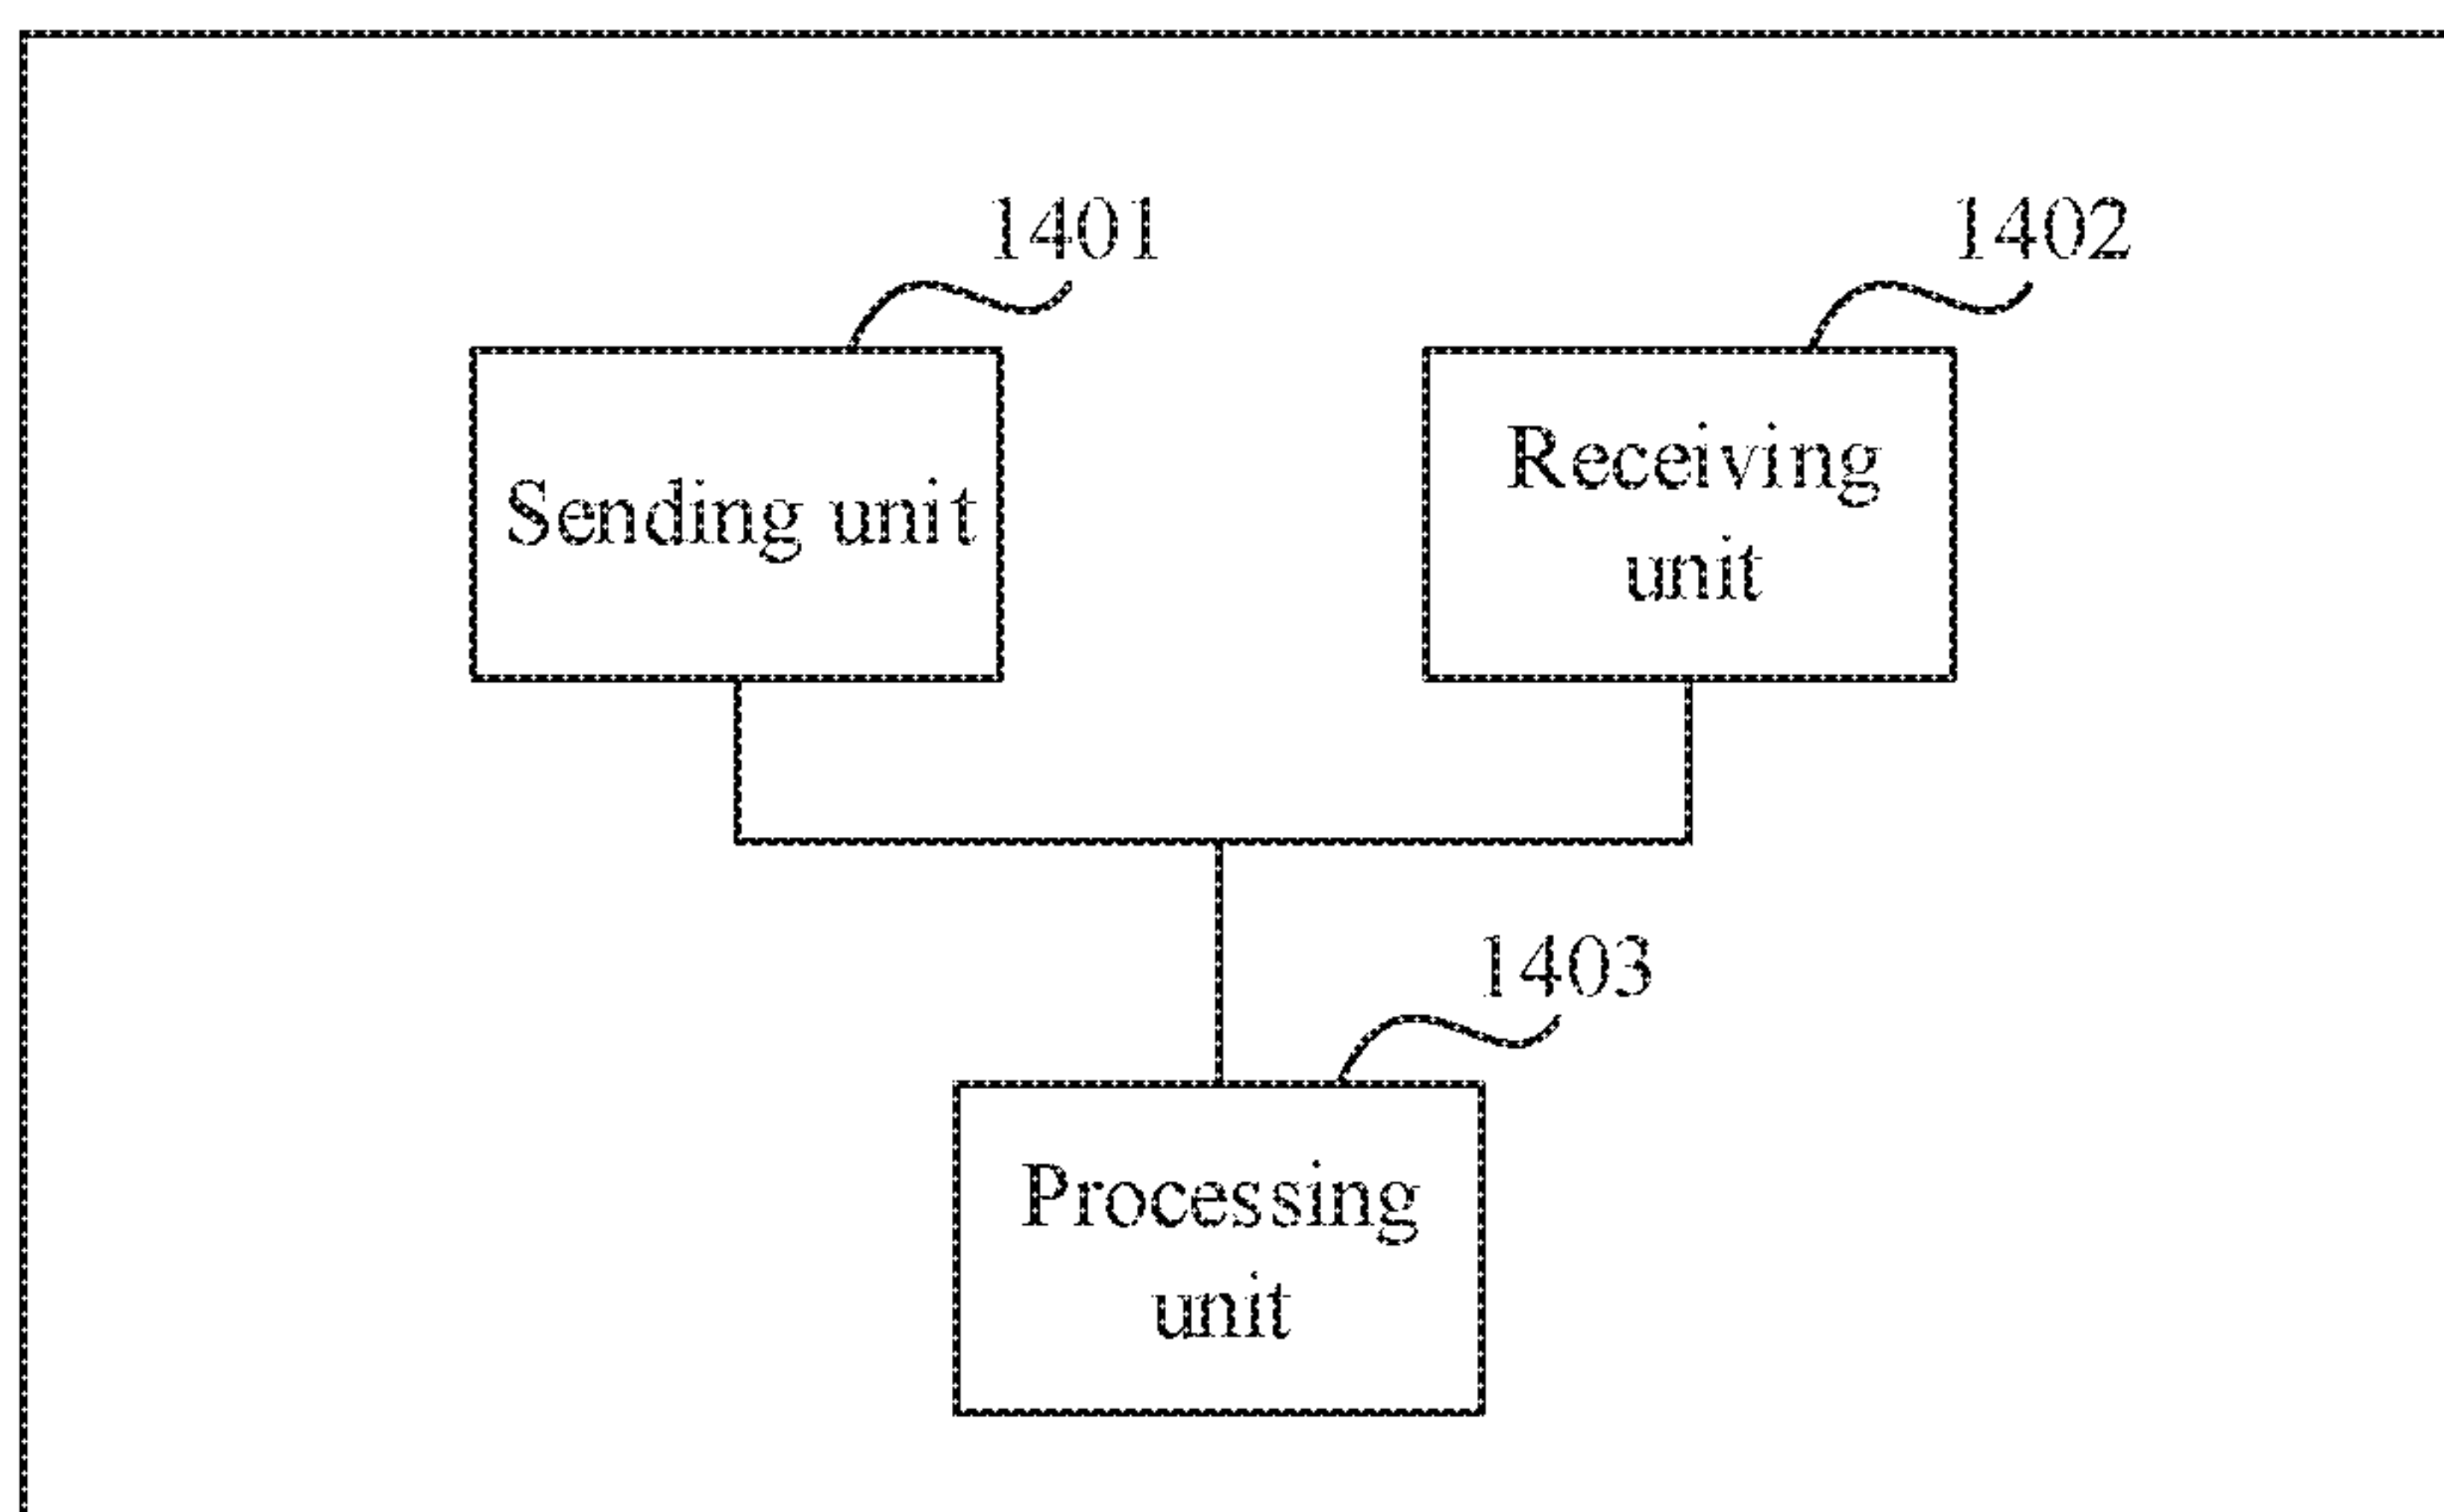 1401
1402
Sending unit
Receiving
unit
1403
Processing
unit